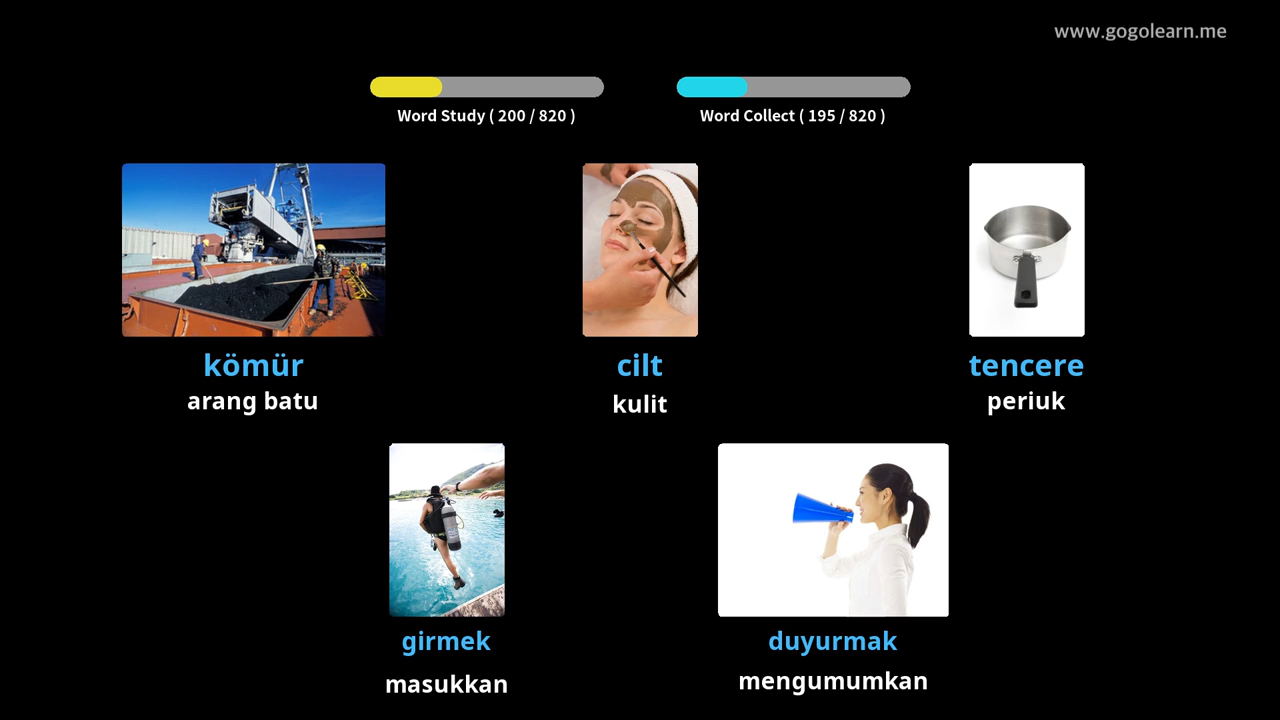 www.gogolearn.me
Word Study ( 200 / 820 )
Word Collect ( 195 / 820 )
kömür
arang batu
cilt
kulit
tencere
periuk
girmek
masukkan
duyurmak
mengumumkan